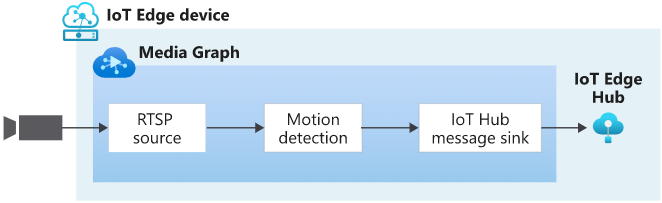 IoT Edge device
Media Graph
RTSP
source
Motion
detection
IoT Hub
message sink
IoT Edge
Hub